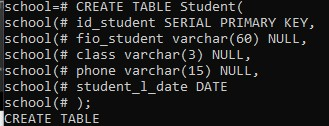 school=# CREATE TABLE Student(
school(# id_student SERIAL PRIMARY KEY,
school(# fio_student varchar(60) NULL,
school(# class varchar(3) NULL,
school(# phone varchar(15) NULL,
school(# student_l_date DATE
school(# );
CREATE TABLE